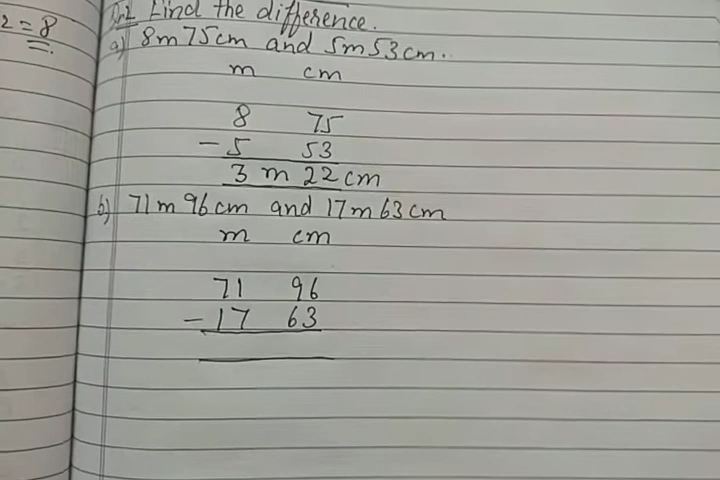 2 = 8
Q.2 Find the difference.
a) 8m 75cm and 5m 53cm.
m cm
8 75
- 5 53
3 m 22 cm
b) 71m 96cm and 17m 63cm
m cm
71 96
- 17 63